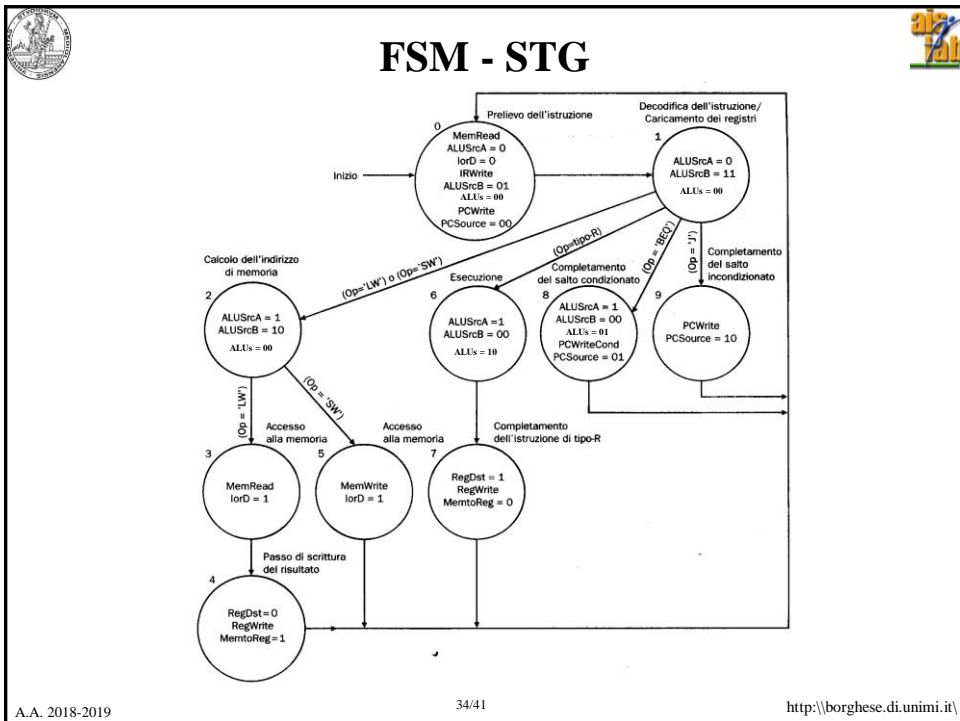 FSM - STG
Prelievo dell'istruzione
0
MemRead
ALUSrcA = 0
IorD = 0
IRWrite
ALUSrcB = 01
ALUs = 00
PCWrite
PCSource = 00
Inizio
Decodifica dell'istruzione/
Caricamento dei registri
1
ALUSrcA = 0
ALUSrcB = 11
ALUs = 00
(Op='LW') o (Op='SW')
(Op=tipo-R)
(Op = 'BEQ')
(Op = 'J')
Calcolo dell'indirizzo
di memoria
2
ALUSrcA = 1
ALUSrcB = 10
ALUs = 00
Esecuzione
6
ALUSrcA =1
ALUSrcB = 00
ALUs = 10
Completamento
del salto condizionato
8
ALUSrcA = 1
ALUSrcB = 00
ALUs = 01
PCWriteCond
PCSource = 01
Completamento
del salto
incondizionato
9
PCWrite
PCSource = 10
(Op = 'LW')
(Op = 'SW')
Accesso
alla memoria
3
MemRead
IorD = 1
Accesso
alla memoria
5
MemWrite
IorD = 1
Completamento
dell'istruzione di tipo-R
7
RegDst = 1
RegWrite
MemtoReg = 0
Passo di scrittura
del risultato
4
RegDst=0
RegWrite
MemtoReg=1
A.A. 2018-2019
34/41
http:\\borghese.di.unimi.it\